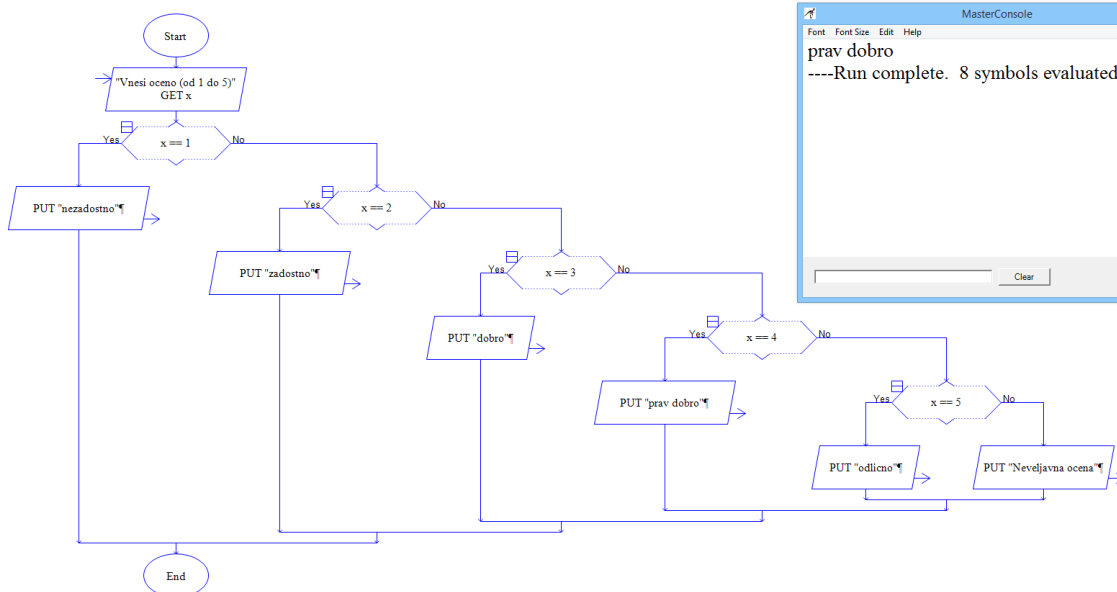 Start
"Vnesi oceno (od 1 do 5)"
GET x
Yes
x == 1
No
PUT "nezadostno"¶
Yes
x == 2
No
PUT "zadostno"¶
Yes
x == 3
No
PUT "dobro"¶
Yes
x == 4
No
PUT "prav dobro"¶
Yes
x == 5
No
PUT "odlicno"¶
PUT "Neveljavna ocena"¶
End
MasterConsole
Font Font Size Edit Help
prav dobro
----Run complete. 8 symbols evaluated
Clear